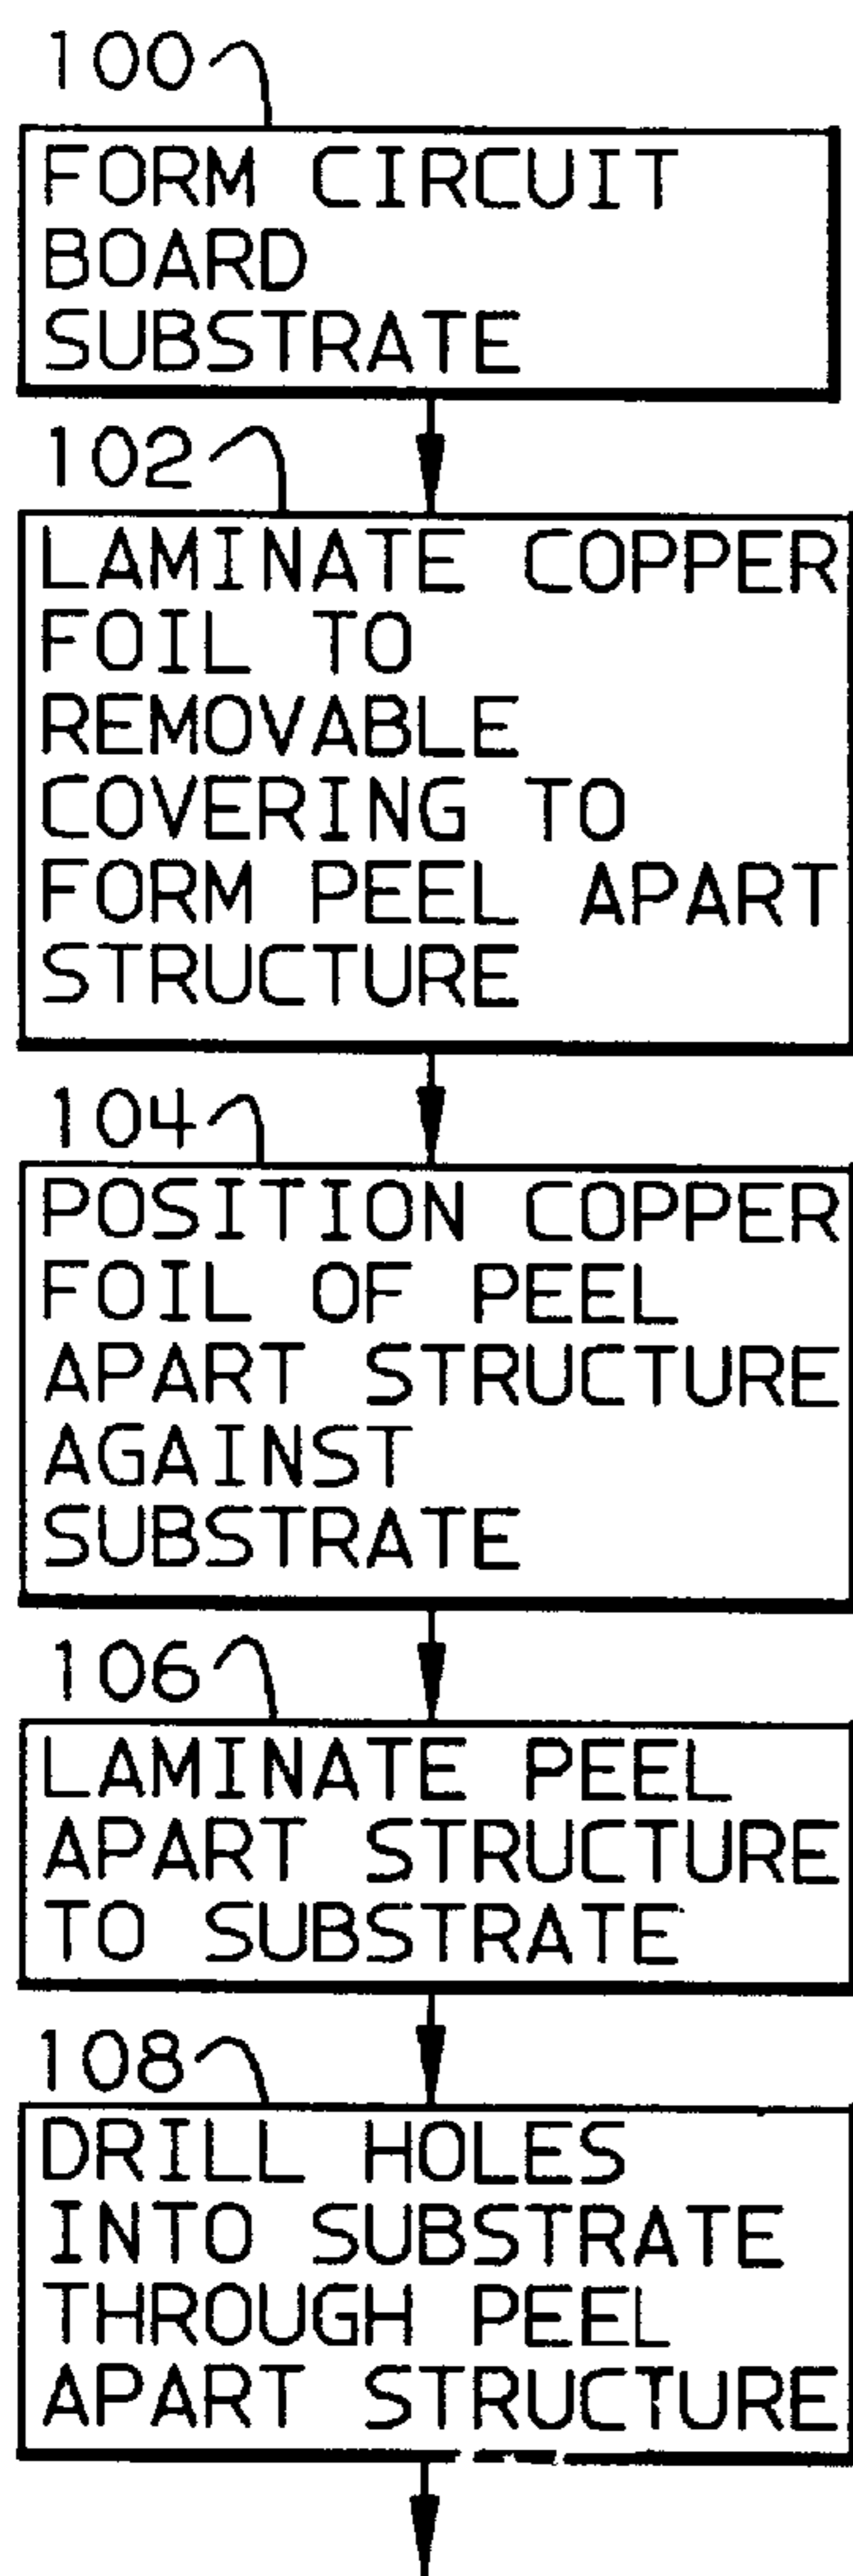 100
FORM CIRCUIT
BOARD
SUBSTRATE
102
LAMINATE COPPER
FOIL TO
REMOVABLE
COVERING TO
FORM PEEL APART
STRUCTURE
104
POSITION COPPER
FOIL OF PEEL
APART STRUCTURE
AGAINST
SUBSTRATE
106
LAMINATE PEEL
APART STRUCTURE
TO SUBSTRATE
108
DRILL HOLES
INTO SUBSTRATE
THROUGH PEEL
APART STRUCTURE